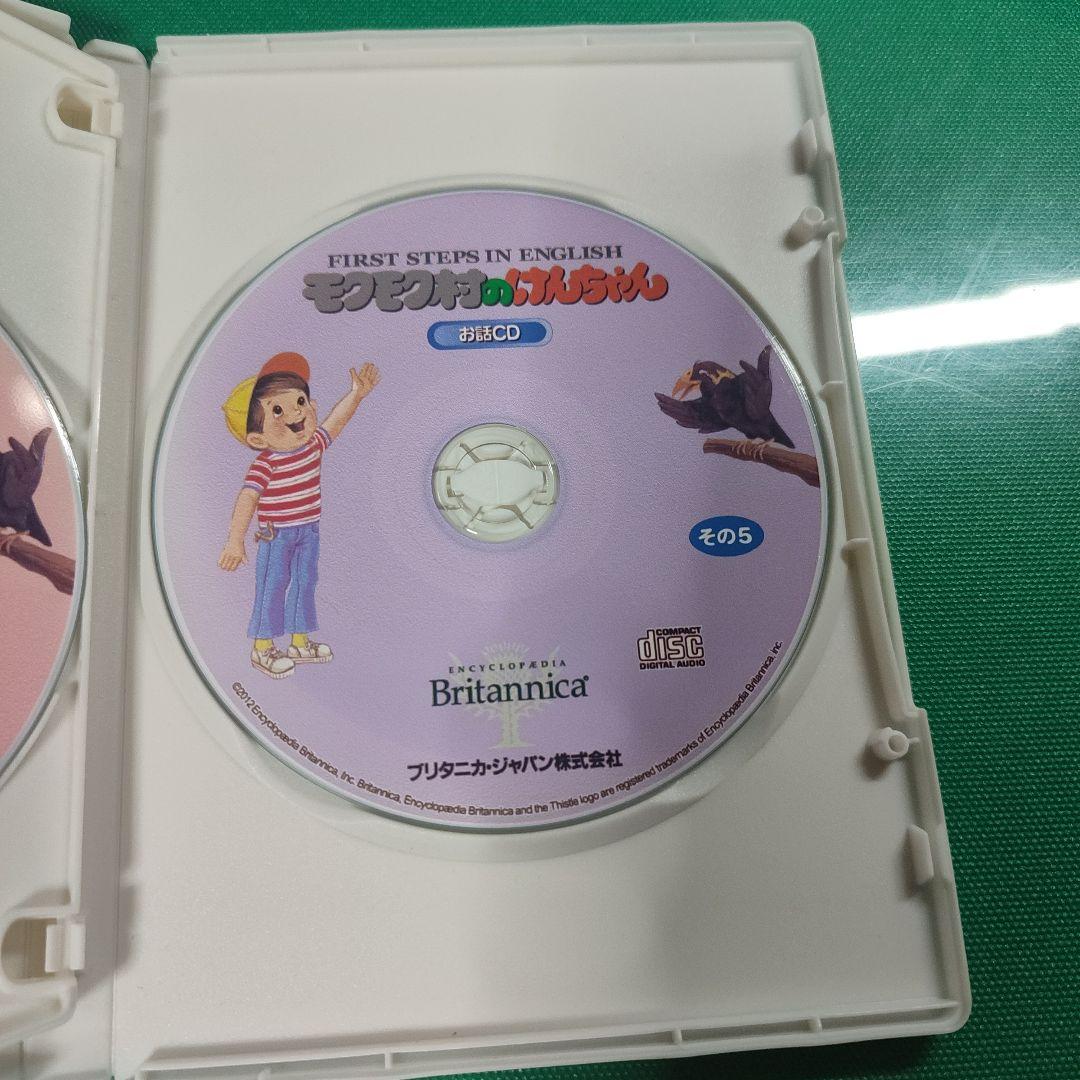 FIRST STEPS IN ENGLISH
モクモク村のけんちゃん
お話CD
その5
COMPACT
disc
DIGITAL AUDIO
ENCYCLOPÆDIA
Britannica®
ブリタニカ・ジャパン株式会社
©2012 Encyclopædia Britannica, Inc. Britannica, Encyclopædia Britannica and the Thistle logo are registered trademarks of Encyclopædia Britannica, Inc.